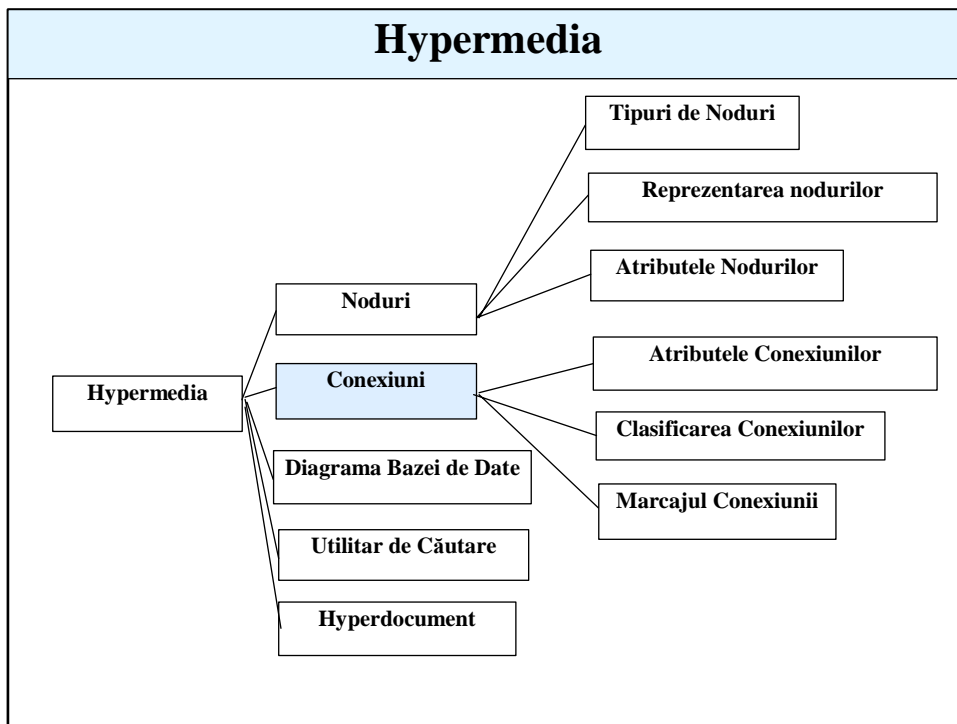 Hypermedia
Tipuri de Noduri
Reprezentarea nodurilor
Atributele Nodurilor
Noduri
Atributele Conexiunilor
Conexiuni
Hypermedia
Clasificarea Conexiunilor
Diagrama Bazei de Date
Marcajul Conexiunii
Utilitar de Căutare
Hyperdocument